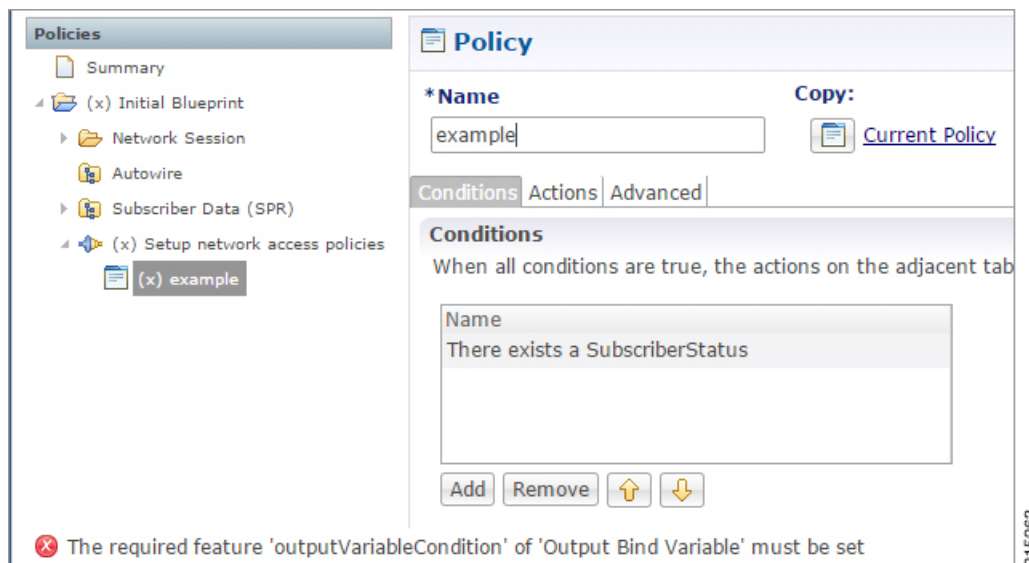 Policies
Summary
(x) Initial Blueprint
Network Session
Autowire
Subscriber Data (SPR)
(x) Setup network access policies
(x) example
Policy
*Name
Copy:
example
Current Policy
Conditions Actions Advanced
Conditions
When all conditions are true, the actions on the adjacent tab
Name
There exists a SubscriberStatus
Add Remove
The required feature 'outputVariableCondition' of 'Output Bind Variable' must be set